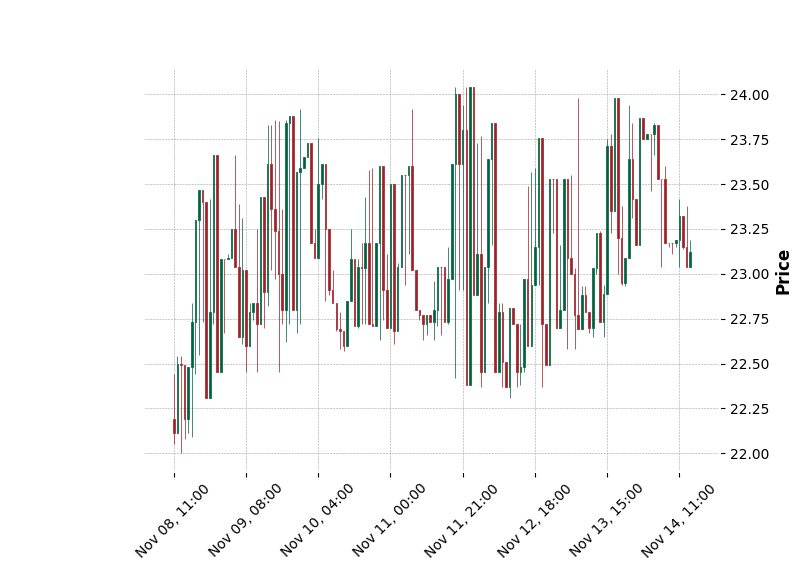 24.00
23.75
23.50
23.25
23.00
22.75
22.50
22.25
22.00
Price
Nov 08, 11:00
Nov 09, 08:00
Nov 10, 04:00
Nov 11, 00:00
Nov 11, 21:00
Nov 12, 18:00
Nov 13, 15:00
Nov 14, 11:00